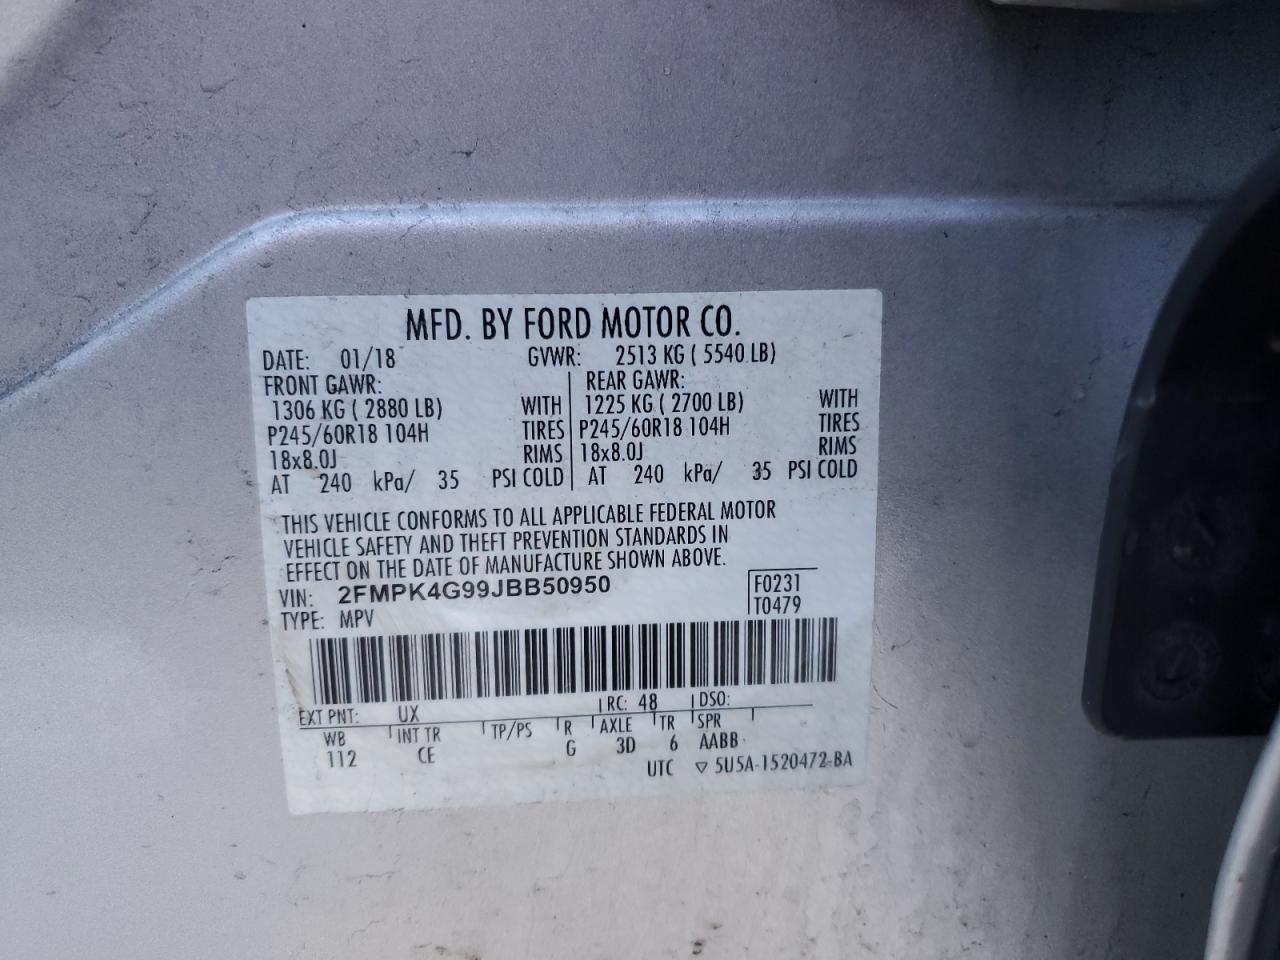 MFD. BY FORD MOTOR CO.
DATE: 01/18 GVWR: 2513 KG ( 5540 LB)
FRONT GAWR: REAR GAWR:
1306 KG ( 2880 LB) WITH 1225 KG ( 2700 LB) WITH
P245/60R18 104H TIRES P245/60R18 104H TIRES
18x8.0J RIMS 18x8.0J RIMS
AT 240 kPa/ 35 PSI COLD AT 240 kPa/ 35 PSI COLD
THIS VEHICLE CONFORMS TO ALL APPLICABLE FEDERAL MOTOR
VEHICLE SAFETY AND THEFT PREVENTION STANDARDS IN
EFFECT ON THE DATE OF MANUFACTURE SHOWN ABOVE.
VIN: 2FMPK4G99JBB50950 F0231
TYPE: MPV T0479
EXT PNT: UX RC: 48 DSO:
WB INT TR TP/PS R AXLE TR SPR
112 CE G 3D 6 AABB
UTC ▽ 5U5A-1520472-BA